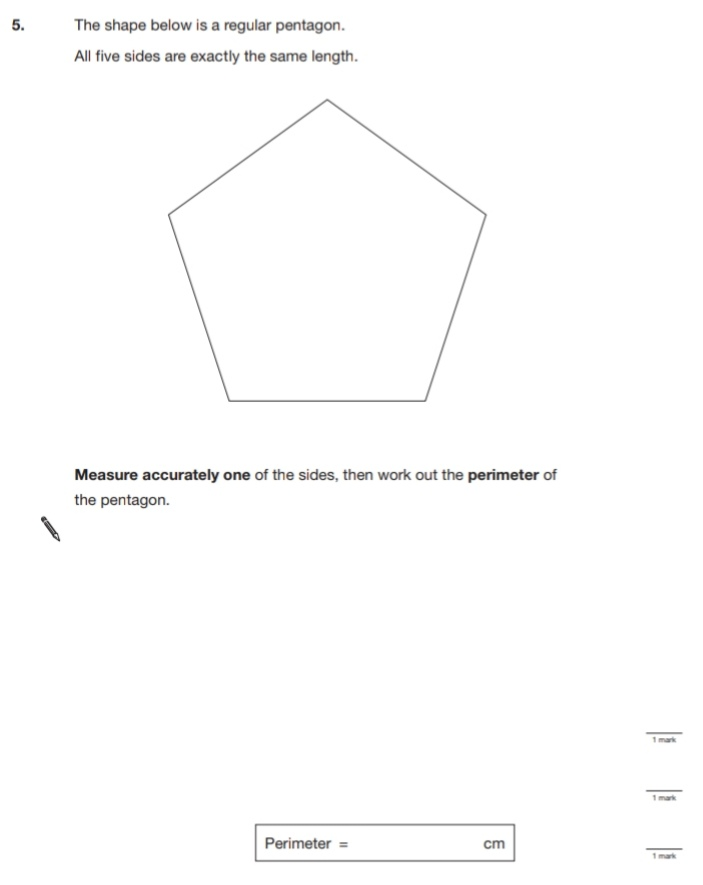 5. The shape below is a regular pentagon.
All five sides are exactly the same length.
Measure accurately one of the sides, then work out the perimeter of
the pentagon.
1 mark
1 mark
Perimeter = cm
1 mark